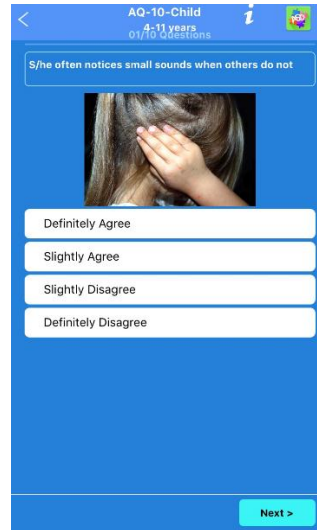 AQ-10-Child
4-11 years
01/10 Questions
S/he often notices small sounds when others do not
Definitely Agree
Slightly Agree
Slightly Disagree
Definitely Disagree
Next >